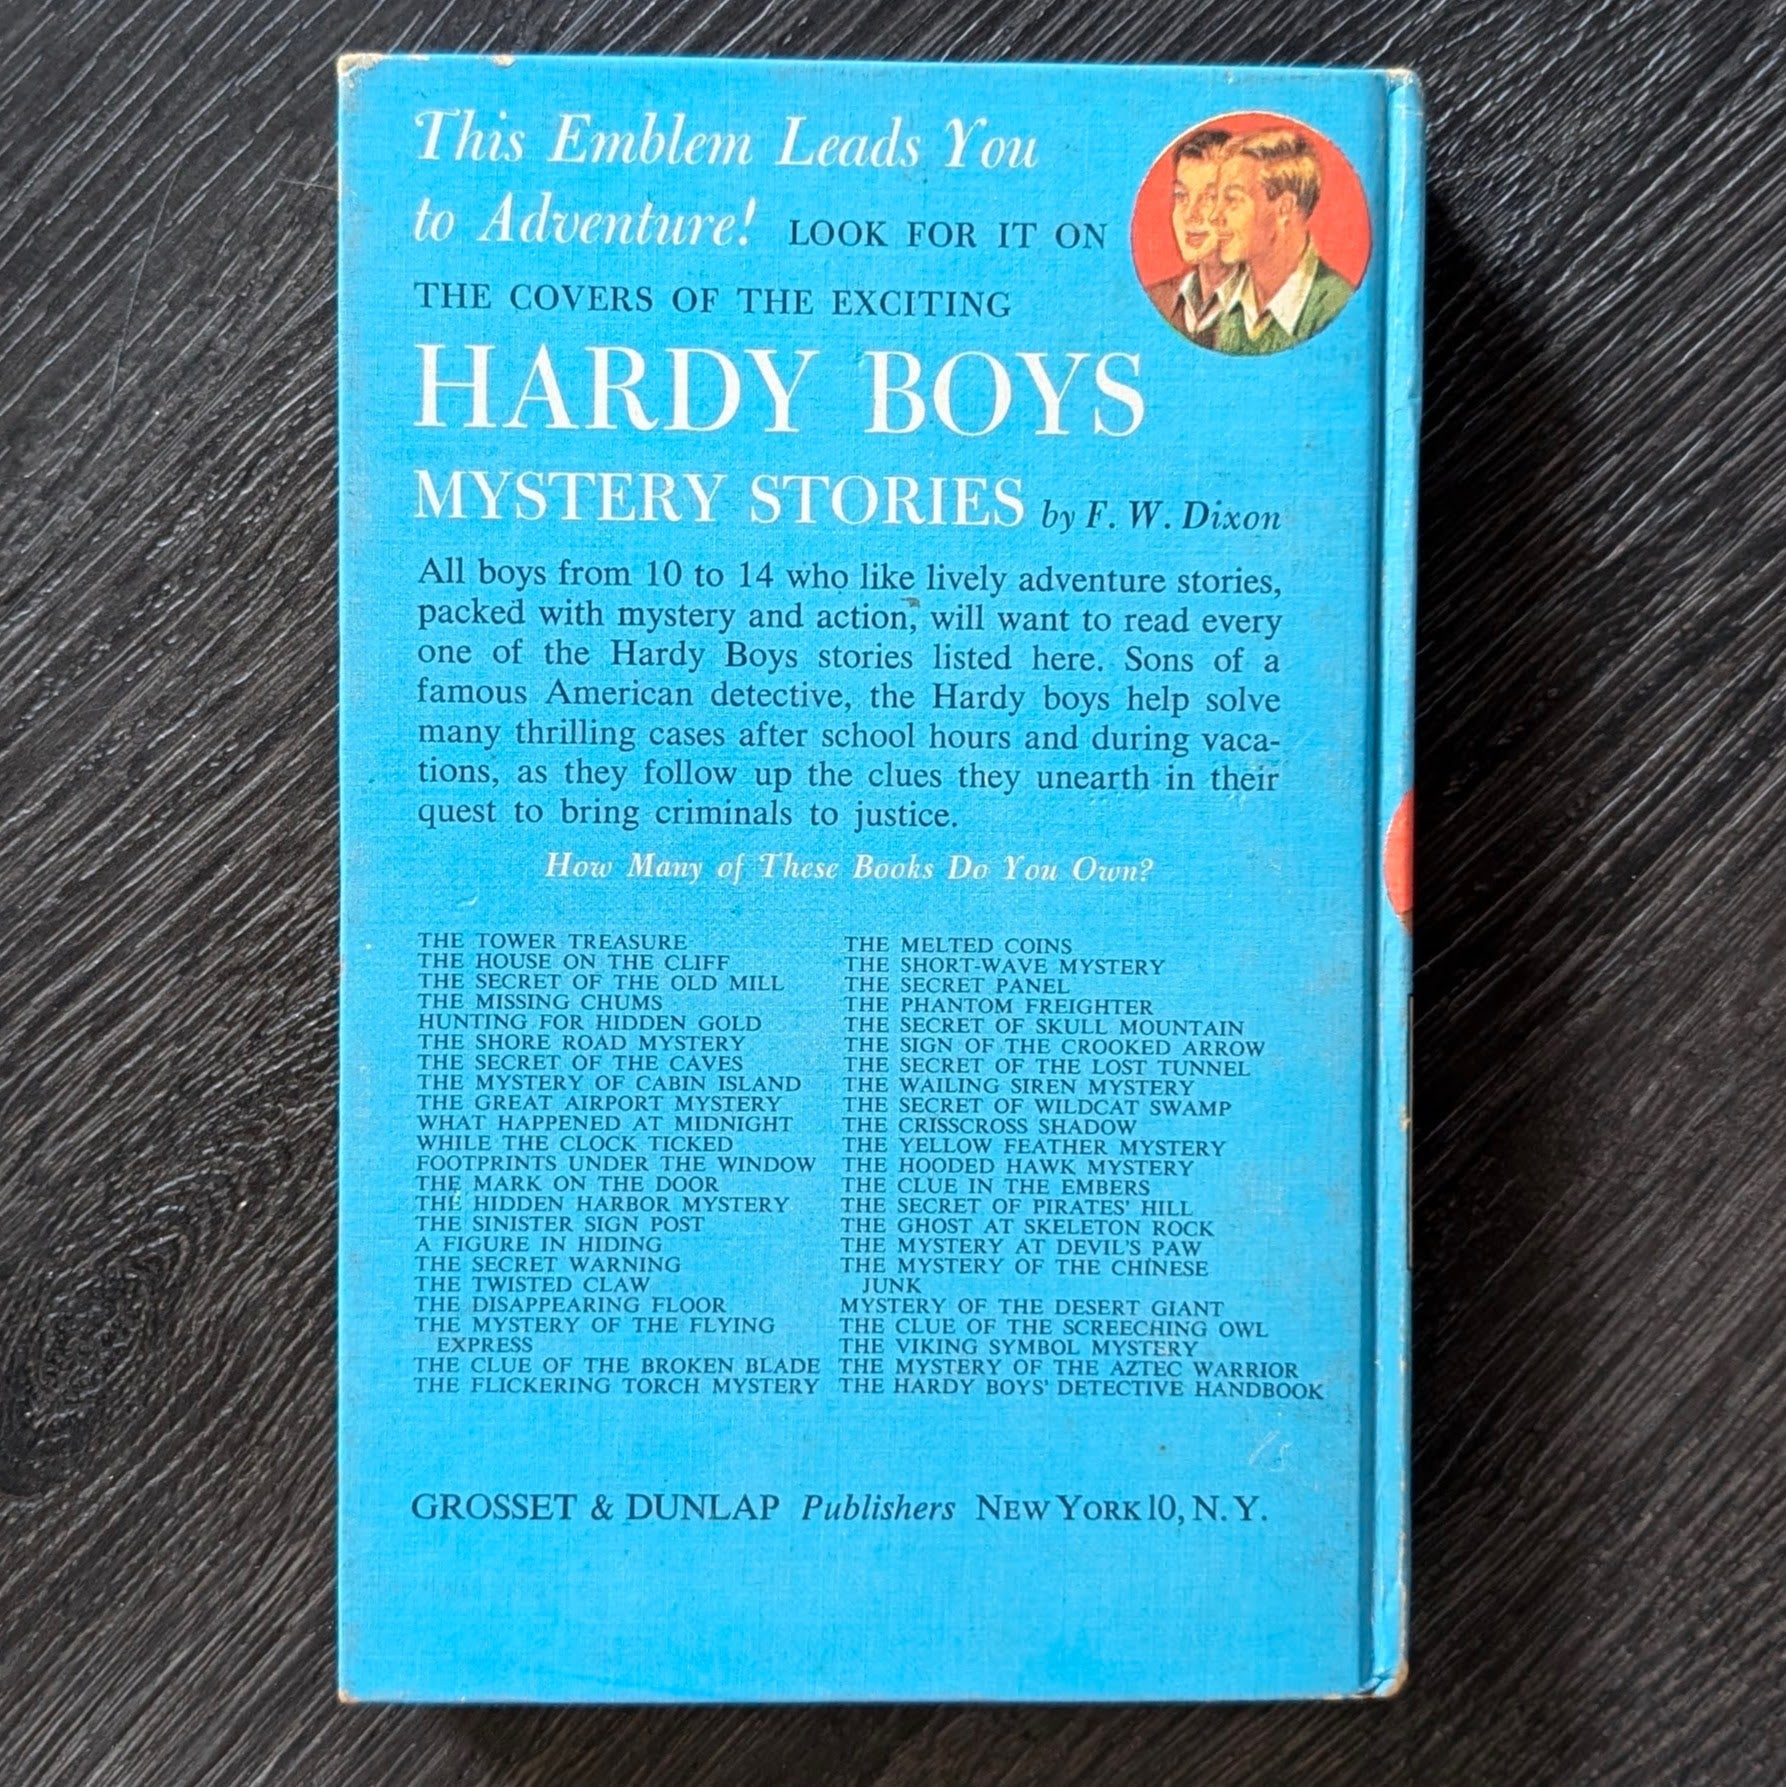 This Emblem Leads You
to Adventure! LOOK FOR IT ON
THE COVERS OF THE EXCITING
HARDY BOYS
MYSTERY STORIES by F. W. Dixon
All boys from 10 to 14 who like lively adventure stories,
packed with mystery and action, will want to read every
one of the Hardy Boys stories listed here. Sons of a
famous American detective, the Hardy boys help solve
many thrilling cases after school hours and during vaca-
tions, as they follow up the clues they unearth in their
quest to bring criminals to justice.
How Many of These Books Do You Own?
THE TOWER TREASURE
THE HOUSE ON THE CLIFF
THE SECRET OF THE OLD MILL
THE MISSING CHUMS
HUNTING FOR HIDDEN GOLD
THE SHORE ROAD MYSTERY
THE SECRET OF THE CAVES
THE MYSTERY OF CABIN ISLAND
THE GREAT AIRPORT MYSTERY
WHAT HAPPENED AT MIDNIGHT
WHILE THE CLOCK TICKED
FOOTPRINTS UNDER THE WINDOW
THE MARK ON THE DOOR
THE HIDDEN HARBOR MYSTERY
THE SINISTER SIGN POST
A FIGURE IN HIDING
THE SECRET WARNING
THE TWISTED CLAW
THE DISAPPEARING FLOOR
THE MYSTERY OF THE FLYING
EXPRESS
THE CLUE OF THE BROKEN BLADE
THE FLICKERING TORCH MYSTERY
THE MELTED COINS
THE SHORT-WAVE MYSTERY
THE SECRET PANEL
THE PHANTOM FREIGHTER
THE SECRET OF SKULL MOUNTAIN
THE SIGN OF THE CROOKED ARROW
THE SECRET OF THE LOST TUNNEL
THE WAILING SIREN MYSTERY
THE SECRET OF WILDCAT SWAMP
THE CRISSCROSS SHADOW
THE YELLOW FEATHER MYSTERY
THE HOODED HAWK MYSTERY
THE CLUE IN THE EMBERS
THE SECRET OF PIRATES' HILL
THE GHOST AT SKELETON ROCK
THE MYSTERY AT DEVIL'S PAW
THE MYSTERY OF THE CHINESE
JUNK
MYSTERY OF THE DESERT GIANT
THE CLUE OF THE SCREECHING OWL
THE VIKING SYMBOL MYSTERY
THE MYSTERY OF THE AZTEC WARRIOR
THE HARDY BOYS' DETECTIVE HANDBOOK
GROSSET & DUNLAP Publishers NEW YORK 10, N. Y.